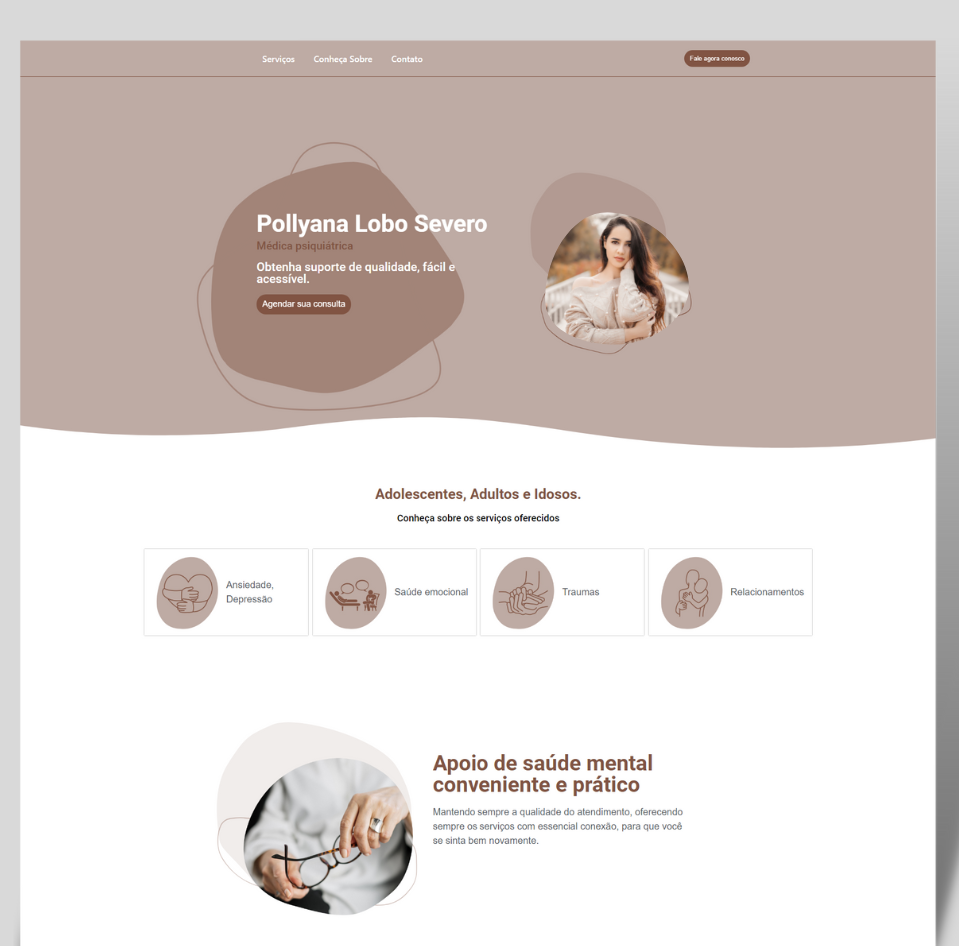 Serviços Conheça Sobre Contato Fale agora conosco
Pollyana Lobo Severo
Médica psiquiátrica
Obtenha suporte de qualidade, fácil e
acessível.
Agendar sua consulta
Adolescentes, Adultos e Idosos.
Conheça sobre os serviços oferecidos
Ansiedade,
Depressão
Saúde emocional
Traumas
Relacionamentos
Apoio de saúde mental
conveniente e prático
Mantendo sempre a qualidade do atendimento, oferecendo
sempre os serviços com essencial conexão, para que você
se sinta bem novamente.